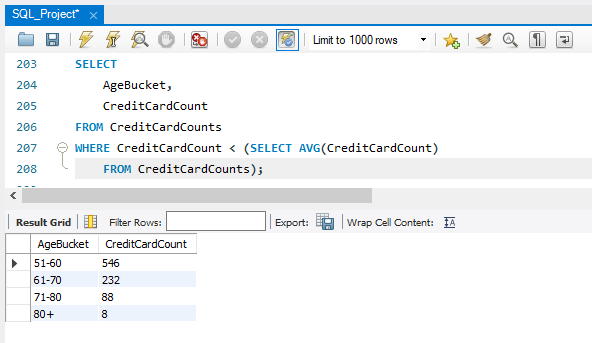 SQL_Project*
Limit to 1000 rows
203 SELECT
204 AgeBucket,
205 CreditCardCount
206 FROM CreditCardCounts
207 WHERE CreditCardCount < (SELECT AVG(CreditCardCount)
208 FROM CreditCardCounts);
Result Grid Filter Rows: Export: Wrap Cell Content:
AgeBucket CreditCardCount
51-60 546
61-70 232
71-80 88
80+ 8